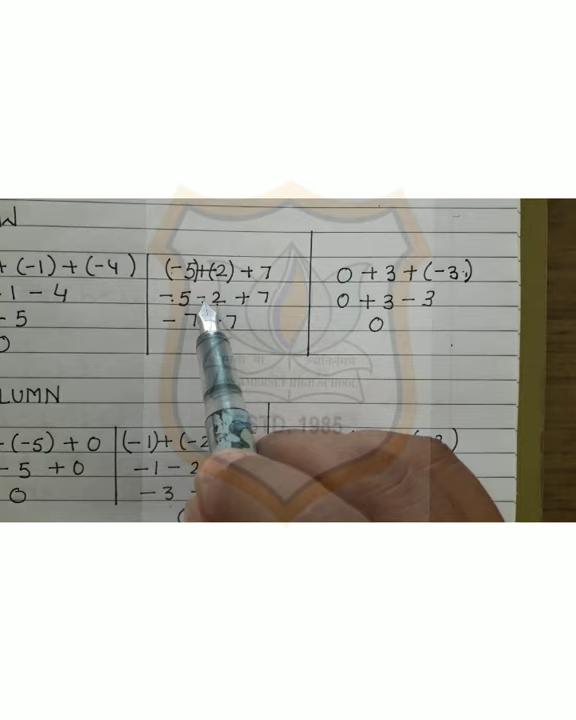 W
+ (-1) + (-4) (-5)+(-2) + 7 0 + 3 + (-3)
1 - 4 -5 - 2 + 7 0 + 3 - 3
- 5 - 7 7 0
0
LUMN
ESTD. 1985
- (-5) + 0 (-1) + (-2
- 5 + 0 -1 - 2
0 - 3